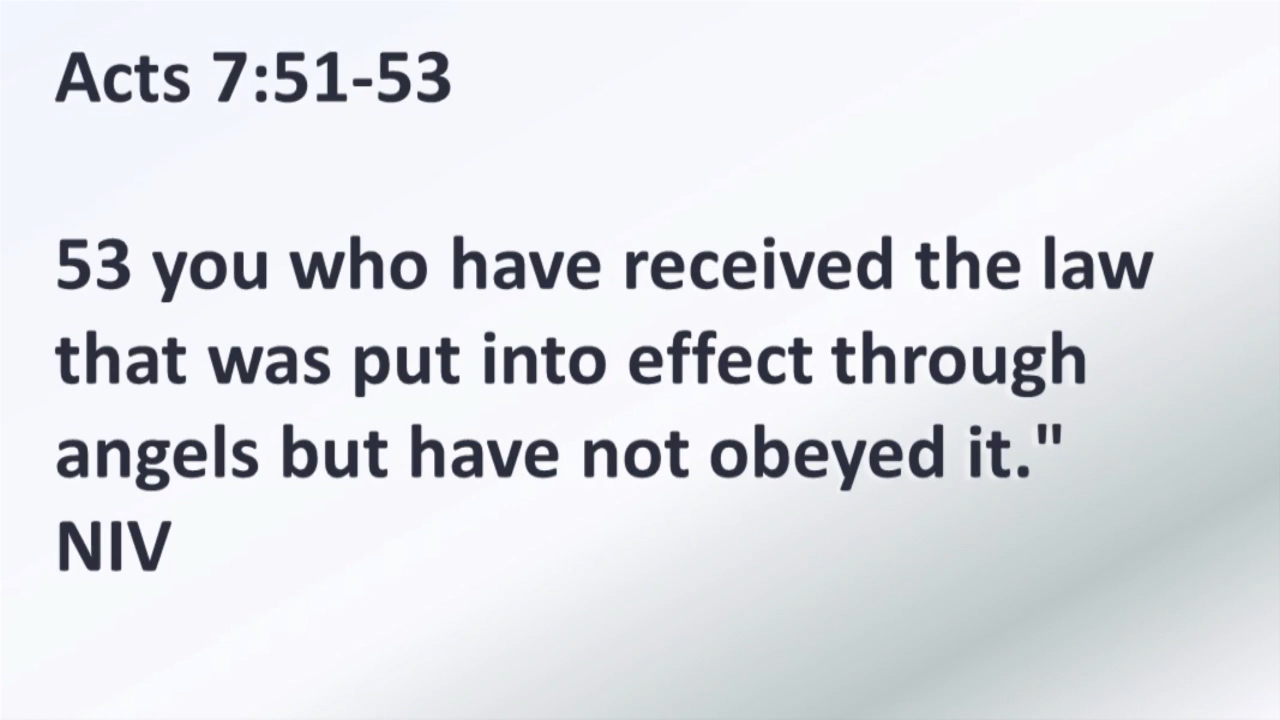 Acts 7:51-53
53 you who have received the law
that was put into effect through
angels but have not obeyed it."
NIV